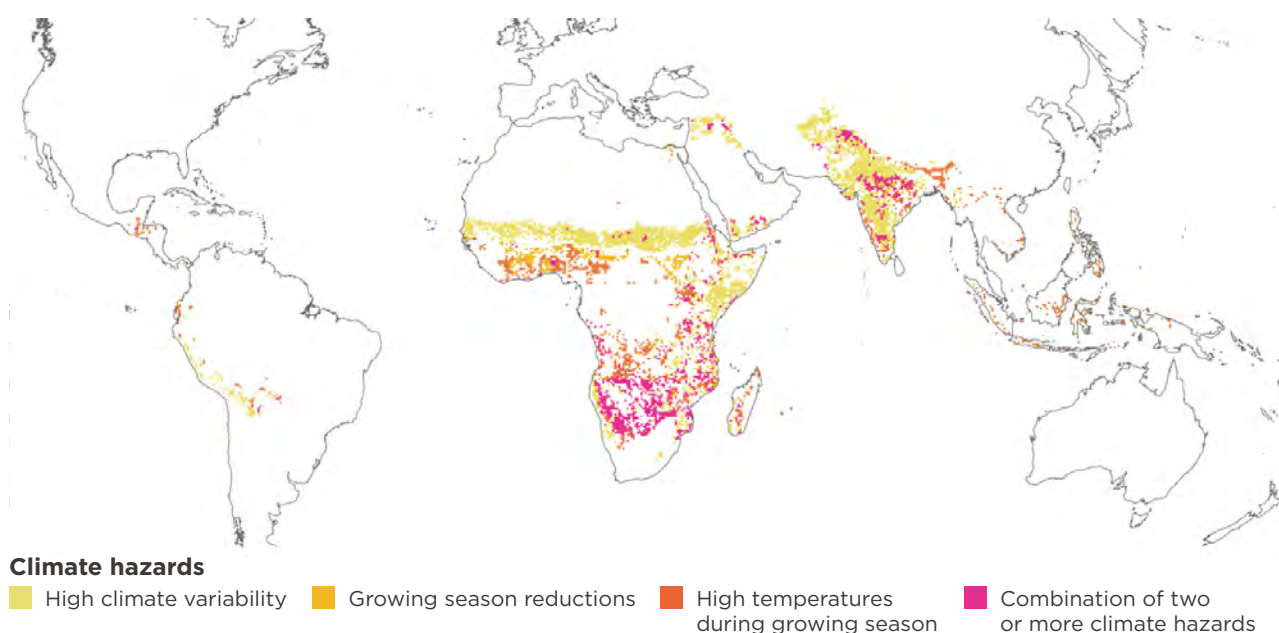 Climate hazards
High climate variability
Growing season reductions
High temperatures
during growing season
Combination of two
or more climate hazards